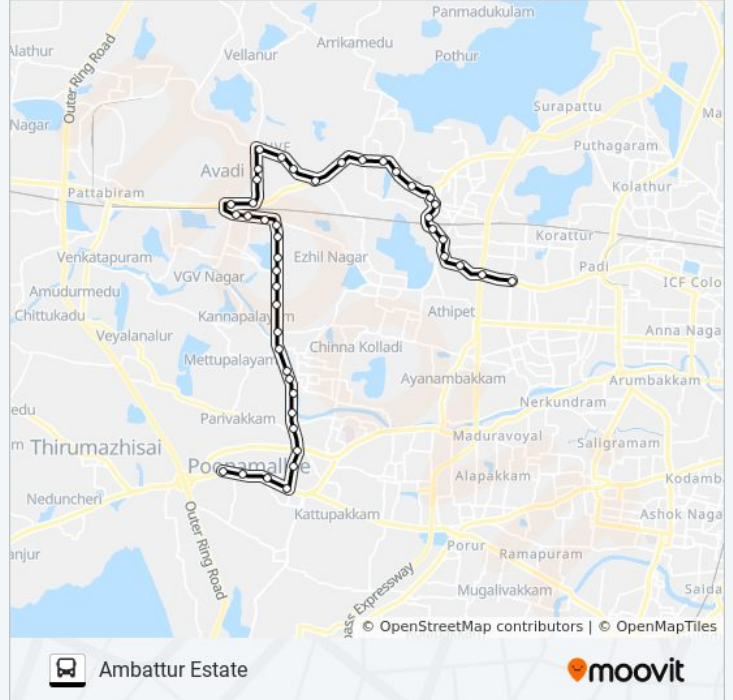 Panmadukulam
Alathur
Vellanur
Arrikamedu
Pothur
Outer Ring Road
Surapattu
Nagar
Puthagaram
Avadi
Kolathur
Pattabiram
Korattur
Venkatapuram
Ezhil Nagar
Padi
VGV Nagar
ICF Colo
Amudurmedu
Chittukadu
Kannapalayam
Athipet
Anna Naga
Veyalanalur
Mettupalayam
Chinna Kolladi
Ayanambakkam
Arumbakkam
edu
Nerkundram
Parivakkam
Maduravoyal
Thirumazhisai
Saligramam
Poonamallee
Alapakkam
Kodamb
Neduncheri
Kattupakkam
Ashok Naga
Outer Ring Road
anjur
Porur
Ramapuram
Mugalivakkam
Saida
ass Expressway
© OpenStreetMap contributors | © OpenMapTiles
Ambattur Estate
moovit